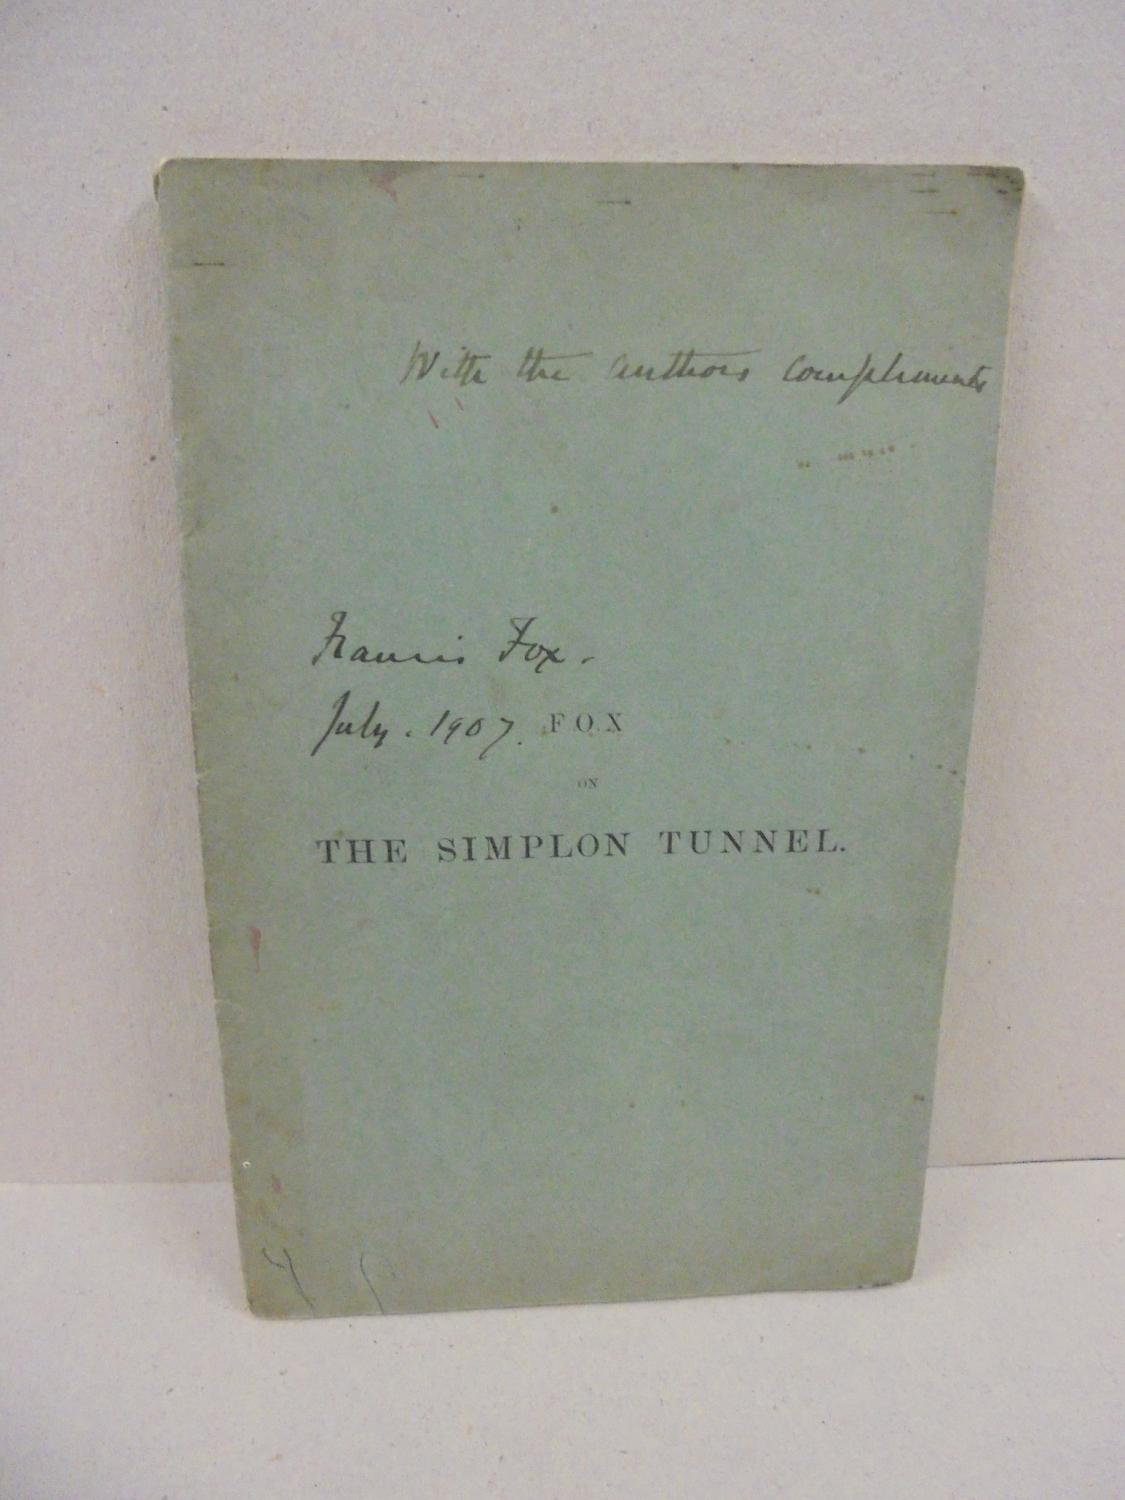 With the authors compliments
Francis Fox.
July. 1907.
FOX
ON
THE SIMPLON TUNNEL.